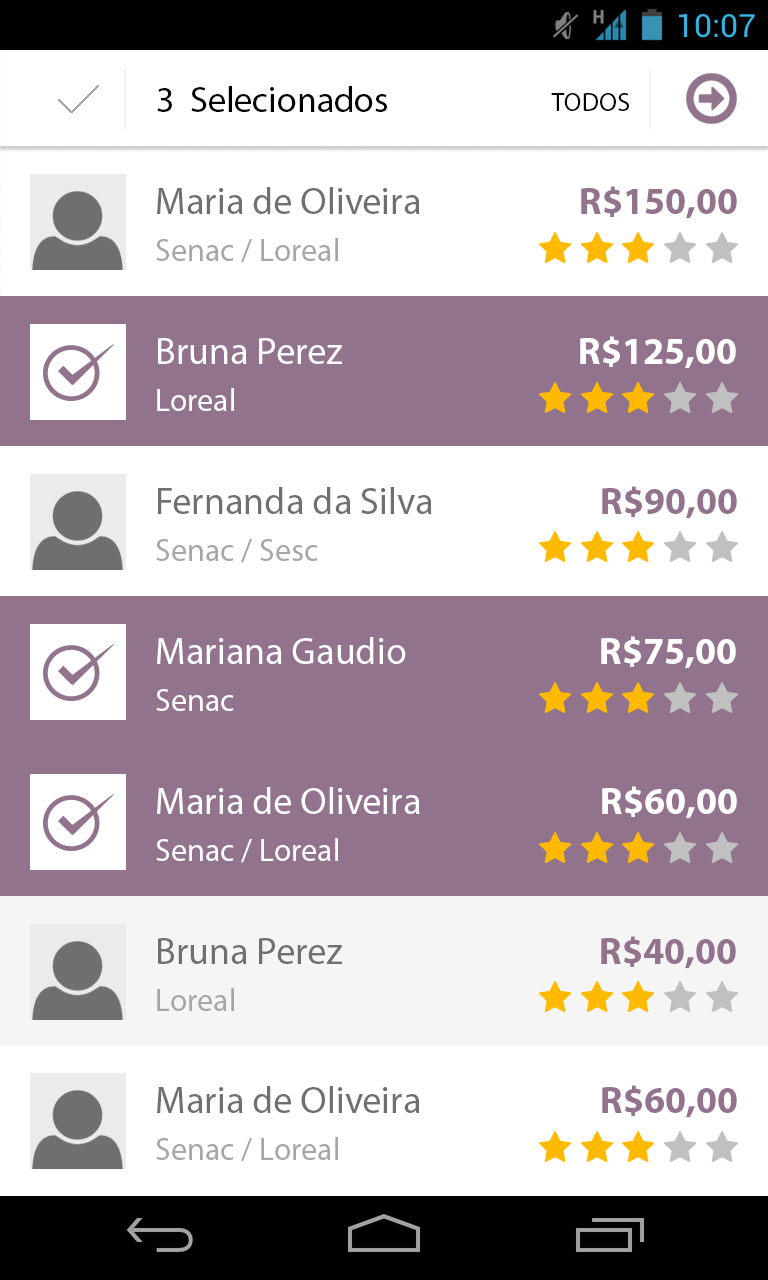 H 10:07
3 Selecionados TODOS
Maria de Oliveira R$150,00
Senac / Loreal
Bruna Perez R$125,00
Loreal
Fernanda da Silva R$90,00
Senac / Sesc
Mariana Gaudio R$75,00
Senac
Maria de Oliveira R$60,00
Senac / Loreal
Bruna Perez R$40,00
Loreal
Maria de Oliveira R$60,00
Senac / Loreal